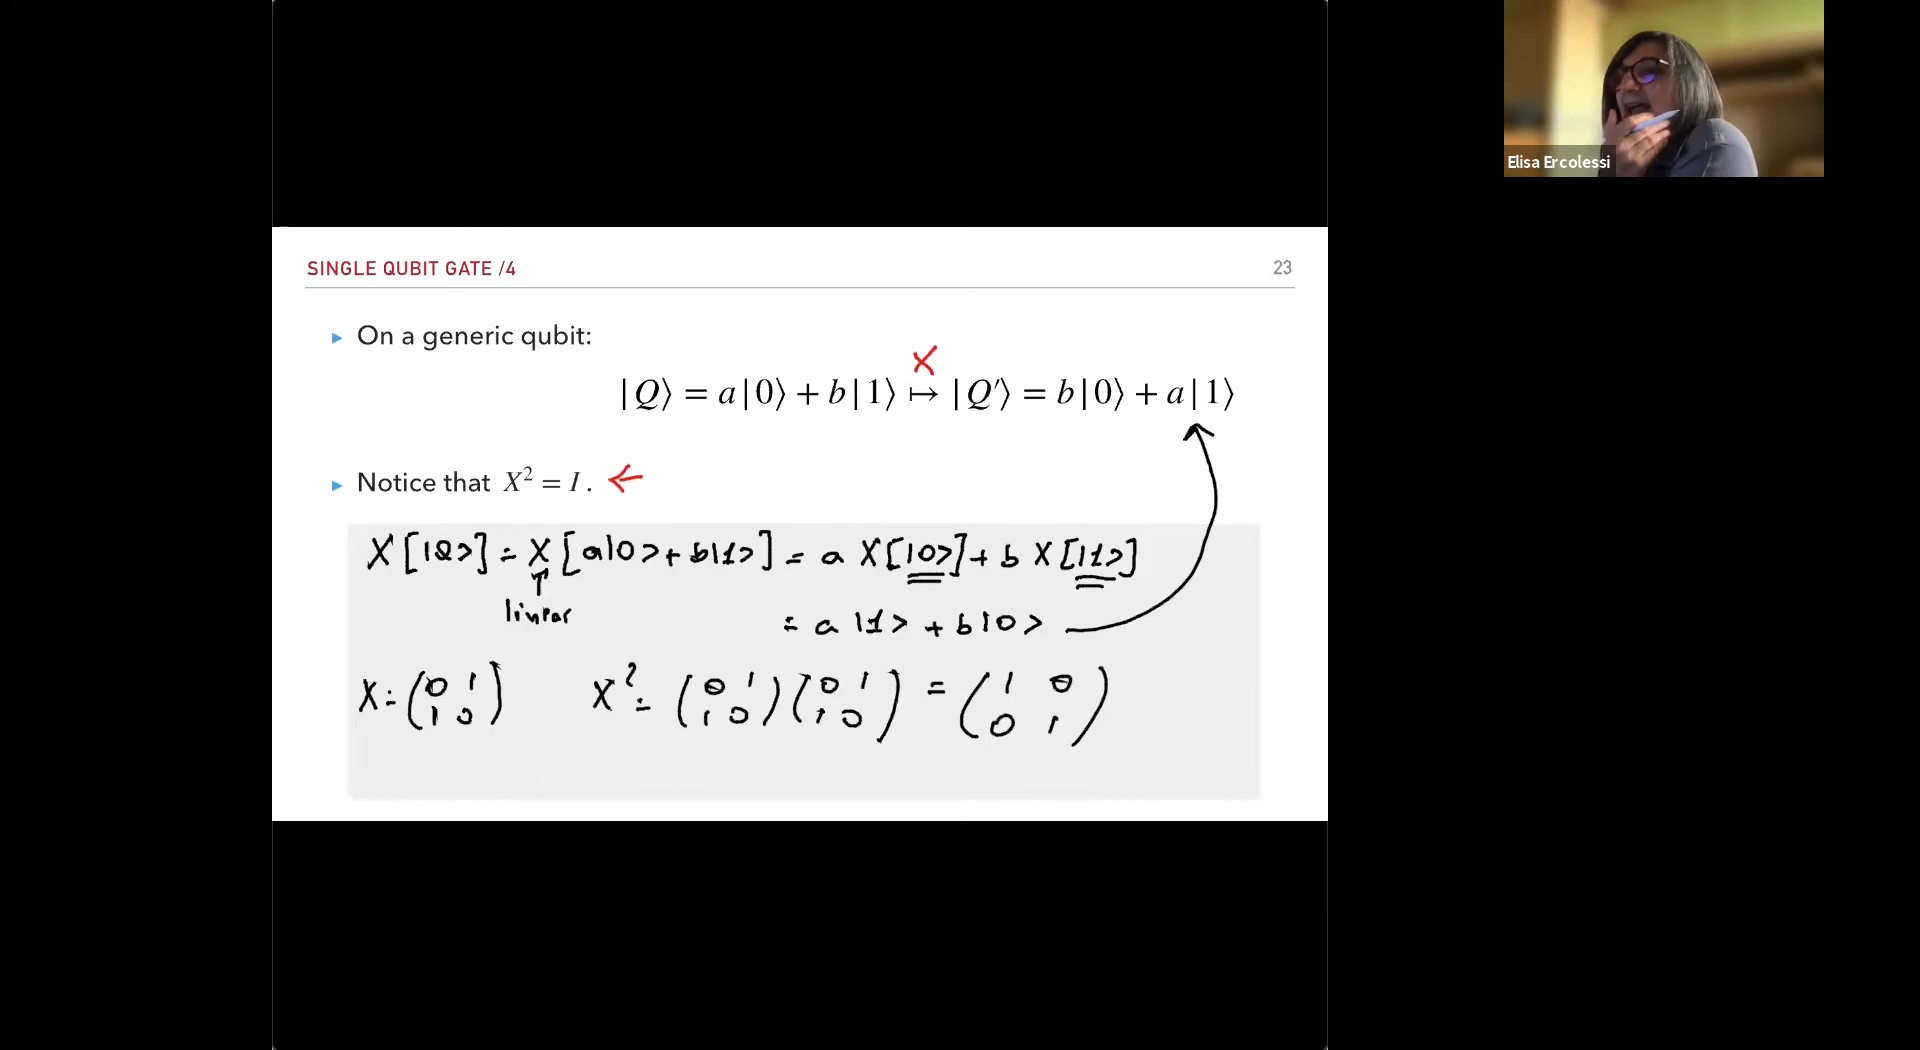 Elisa Ercolessi
SINGLE QUBIT GATE /4 23
▸ On a generic qubit:
X
|Q⟩ = a|0⟩ + b|1⟩ ↦ |Q′⟩ = b|0⟩ + a|1⟩
▸ Notice that X² = I . ←
X[|Q>] = X[a|0>+b|1>] = a X[|0>] + b X[|1>]
↑
linear
= a |1> + b|0>
X = (0 1 1 0) X² = (0 1 1 0)(0 1 1 0) = (1 0 0 1)